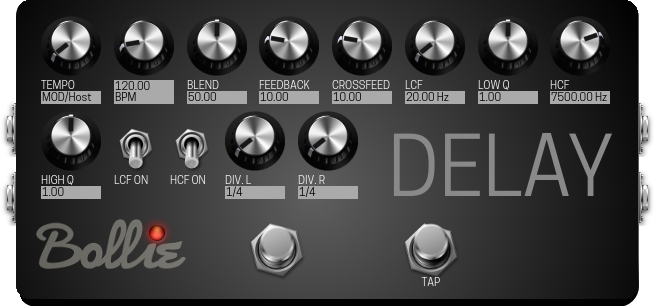 TEMPO
MOD/Host
120.00
BPM
BLEND
50.00
FEEDBACK
10.00
CROSSFEED
10.00
LCF
20.00 Hz
LOW Q
1.00
HCF
7500.00 Hz
HIGH Q
1.00
LCF ON
HCF ON
DIV. L
1/4
DIV. R
1/4
DELAY
Bollie
TAP